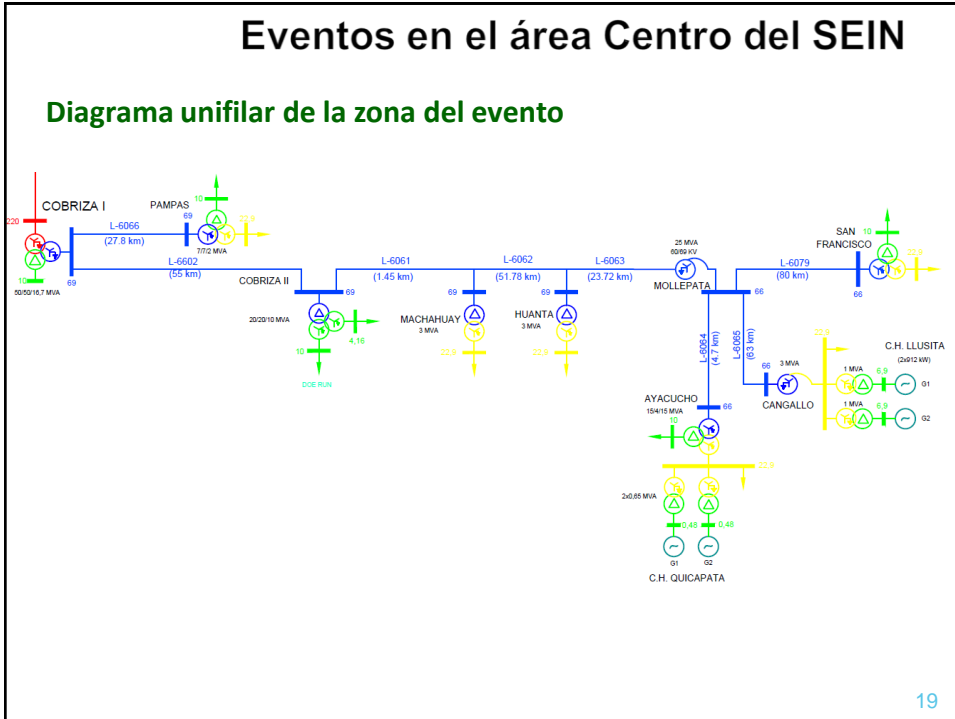 Eventos en el área Centro del SEIN
Diagrama unifilar de la zona del evento
COBRIZA I
220
10
50/50/16,7 MVA
69
L-6066
(27.8 km)
L-6602
(55 km)
PAMPAS
69
10
22,9
7/7/2 MVA
COBRIZA II
69
20/20/10 MVA
10
4,16
DOE RUN
L-6061
(1.45 km)
69
MACHAHUAY
3 MVA
22,9
L-6062
(51.78 km)
69
HUANTA
3 MVA
22,9
L-6063
(23.72 km)
25 MVA
60/69 KV
MOLLEPATA
66
L-6079
(80 km)
SAN
FRANCISCO
10
22,9
66
L-6064
(4.7 km)
L-6065
(63 km)
66
3 MVA
CANGALLO
22,9
C.H. LLUSITA
(2x912 kW)
1 MVA
6,9
G1
1 MVA
6,9
G2
AYACUCHO
15/4/15 MVA
66
10
22,9
2x0,65 MVA
0,48
0,48
G1
G2
C.H. QUICAPATA
19